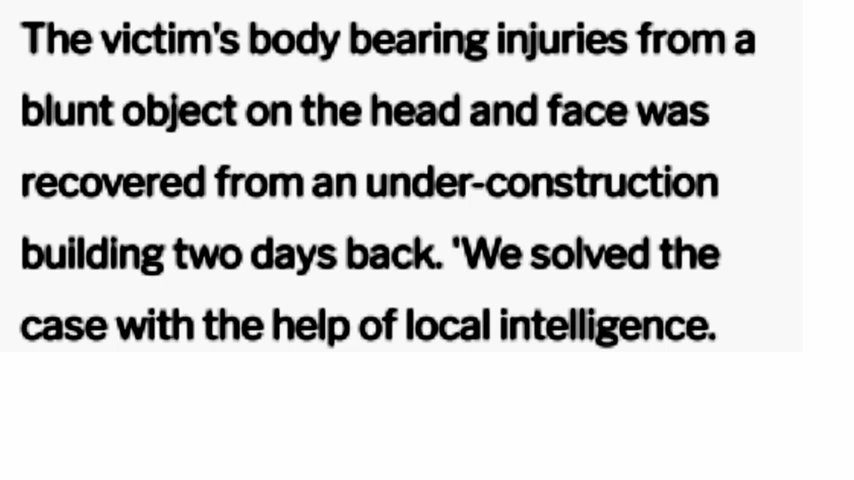 The victim's body bearing injuries from a
blunt object on the head and face was
recovered from an under-construction
building two days back. 'We solved the
case with the help of local intelligence.